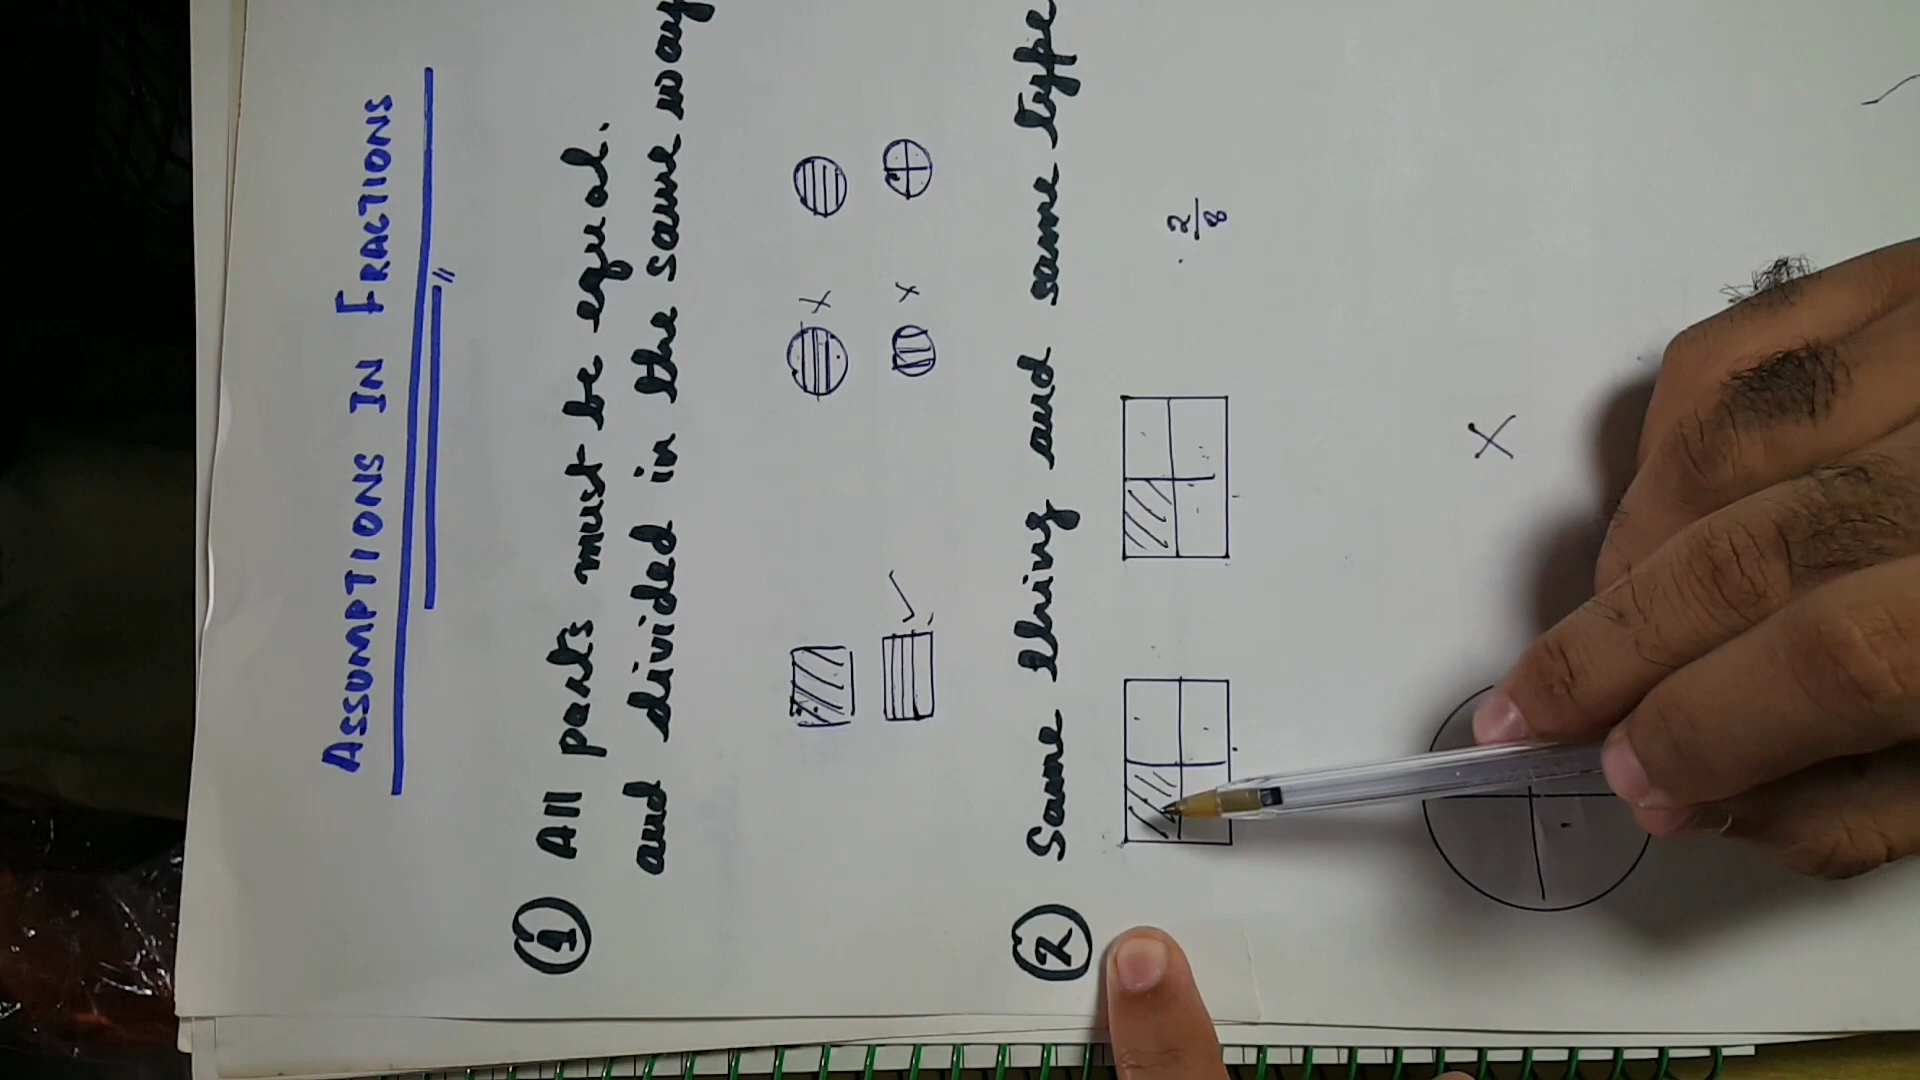 ASSUMPTIONS IN FRACTIONS
① All parts must be equal.
and divided in the same way
② Same thing and same type
2/8